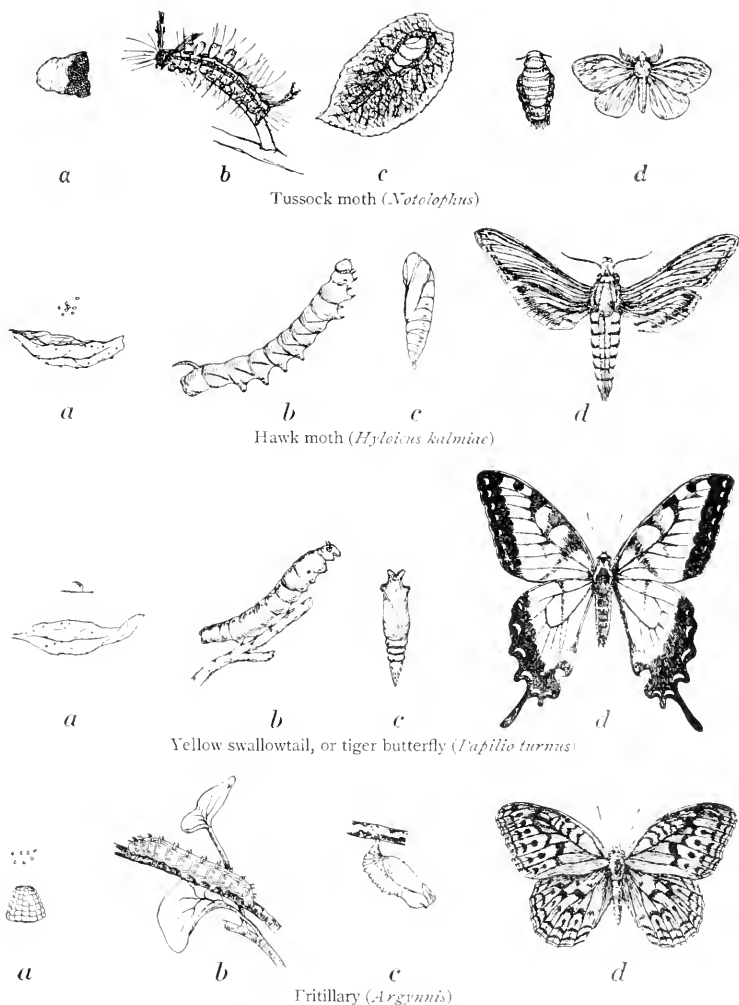 a b c d
Tussock moth (Notolophus)
a b c d
Hawk moth (Hyloicus kalmiae)
a b c d
Yellow swallowtail, or tiger butterfly (Papilio turnus)
a b c d
Fritillary (Argynnis)